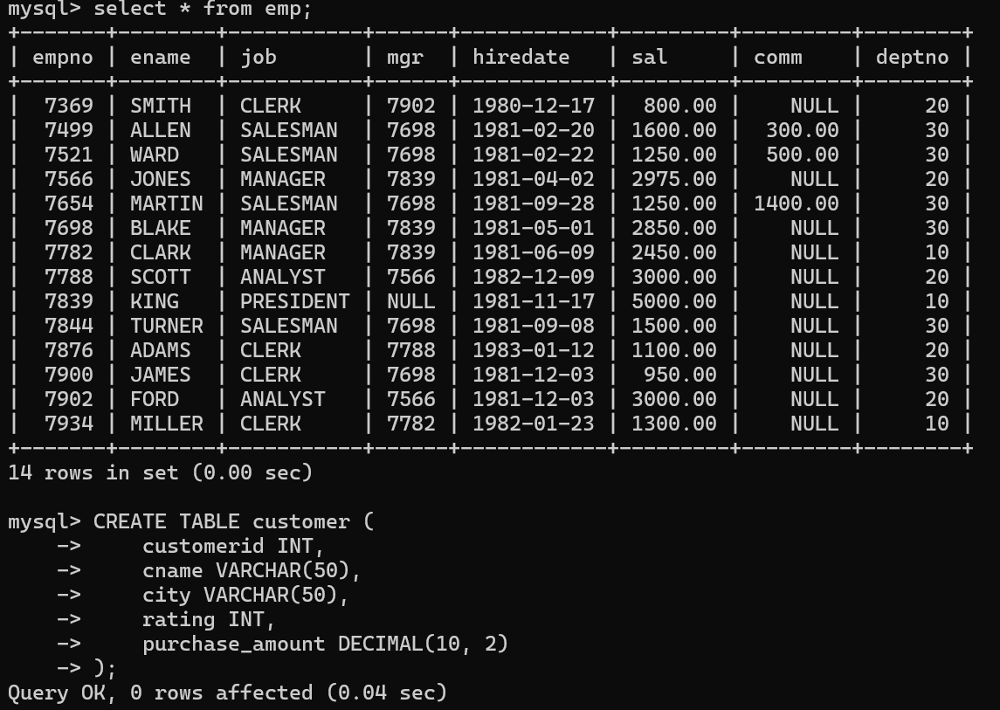 mysql> select * from emp;
+-------+--------+-----------+------+------------+---------+---------+--------+
| empno | ename  | job       | mgr  | hiredate   | sal     | comm    | deptno |
+-------+--------+-----------+------+------------+---------+---------+--------+
|  7369 | SMITH  | CLERK     | 7902 | 1980-12-17 |  800.00 |    NULL |     20 |
|  7499 | ALLEN  | SALESMAN  | 7698 | 1981-02-20 | 1600.00 |  300.00 |     30 |
|  7521 | WARD   | SALESMAN  | 7698 | 1981-02-22 | 1250.00 |  500.00 |     30 |
|  7566 | JONES  | MANAGER   | 7839 | 1981-04-02 | 2975.00 |    NULL |     20 |
|  7654 | MARTIN | SALESMAN  | 7698 | 1981-09-28 | 1250.00 | 1400.00 |     30 |
|  7698 | BLAKE  | MANAGER   | 7839 | 1981-05-01 | 2850.00 |    NULL |     30 |
|  7782 | CLARK  | MANAGER   | 7839 | 1981-06-09 | 2450.00 |    NULL |     10 |
|  7788 | SCOTT  | ANALYST   | 7566 | 1982-12-09 | 3000.00 |    NULL |     20 |
|  7839 | KING   | PRESIDENT | NULL | 1981-11-17 | 5000.00 |    NULL |     10 |
|  7844 | TURNER | SALESMAN  | 7698 | 1981-09-08 | 1500.00 |    NULL |     30 |
|  7876 | ADAMS  | CLERK     | 7788 | 1983-01-12 | 1100.00 |    NULL |     20 |
|  7900 | JAMES  | CLERK     | 7698 | 1981-12-03 |  950.00 |    NULL |     30 |
|  7902 | FORD   | ANALYST   | 7566 | 1981-12-03 | 3000.00 |    NULL |     20 |
|  7934 | MILLER | CLERK     | 7782 | 1982-01-23 | 1300.00 |    NULL |     10 |
+-------+--------+-----------+------+------------+---------+---------+--------+
14 rows in set (0.00 sec)

mysql> CREATE TABLE customer (
    ->     customerid INT,
    ->     cname VARCHAR(50),
    ->     city VARCHAR(50),
    ->     rating INT,
    ->     purchase_amount DECIMAL(10, 2)
    -> );
Query OK, 0 rows affected (0.04 sec)